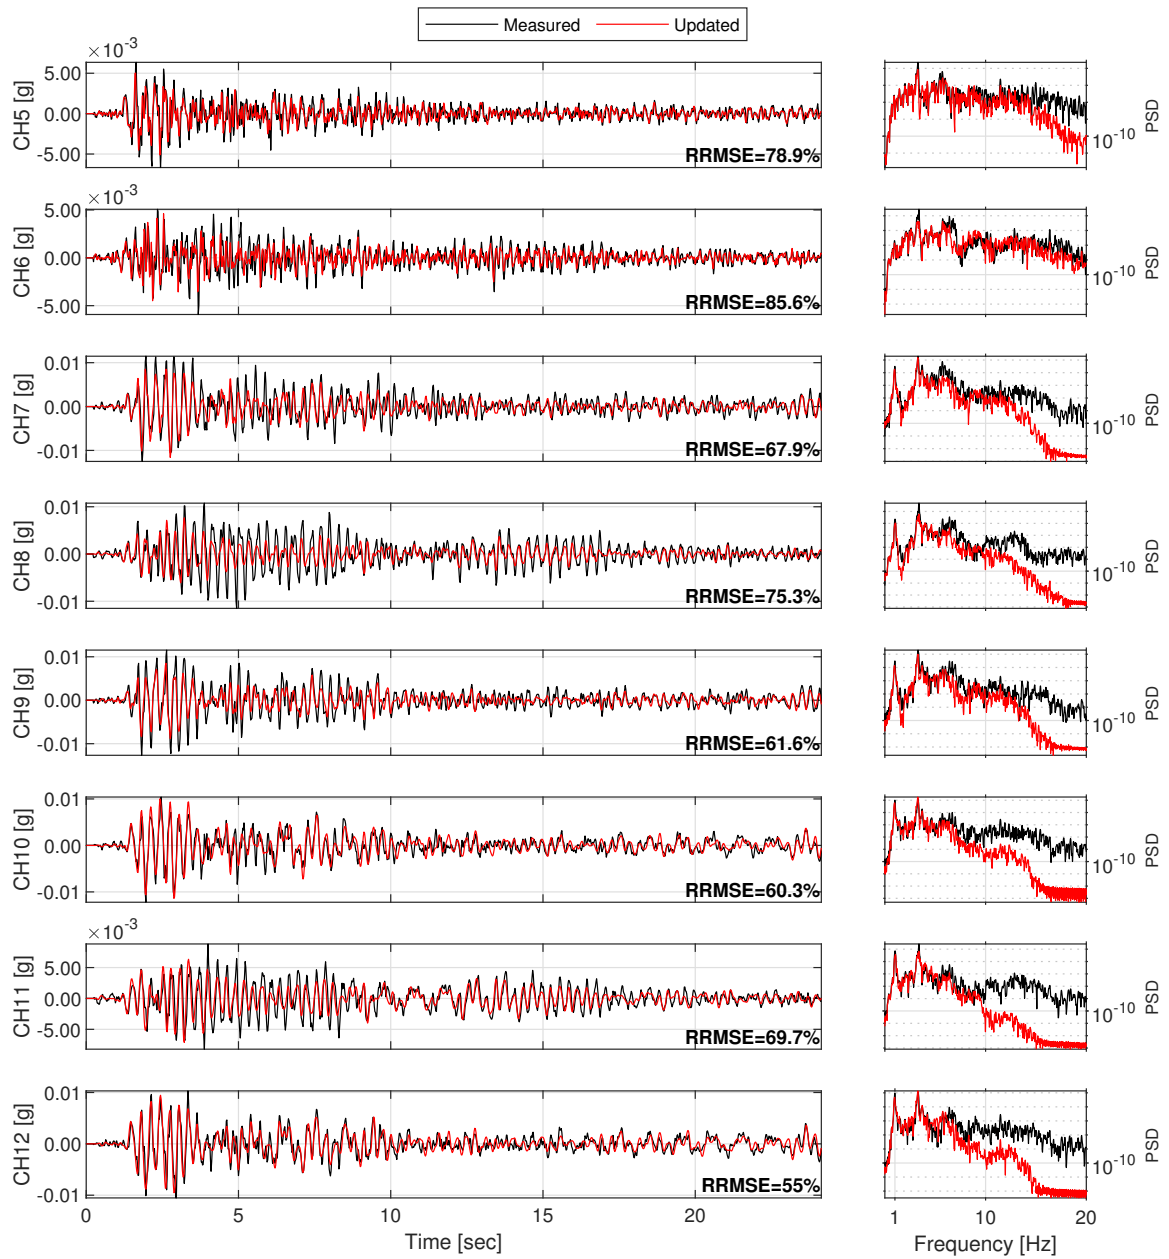 Measured Updated
×10⁻³
5.00
0.00
-5.00
CH5 [g]
RRMSE=78.9%
10⁻¹⁰
PSD
×10⁻³
5.00
0.00
-5.00
CH6 [g]
RRMSE=85.6%
10⁻¹⁰
PSD
0.01
0.00
-0.01
CH7 [g]
RRMSE=67.9%
10⁻¹⁰
PSD
0.01
0.00
-0.01
CH8 [g]
RRMSE=75.3%
10⁻¹⁰
PSD
0.01
0.00
-0.01
CH9 [g]
RRMSE=61.6%
10⁻¹⁰
PSD
0.01
0.00
-0.01
CH10 [g]
RRMSE=60.3%
10⁻¹⁰
PSD
×10⁻³
5.00
0.00
-5.00
CH11 [g]
RRMSE=69.7%
10⁻¹⁰
PSD
0.01
0.00
-0.01
CH12 [g]
RRMSE=55%
10⁻¹⁰
PSD
0 5 10 15 20
Time [sec]
1 10 20
Frequency [Hz]